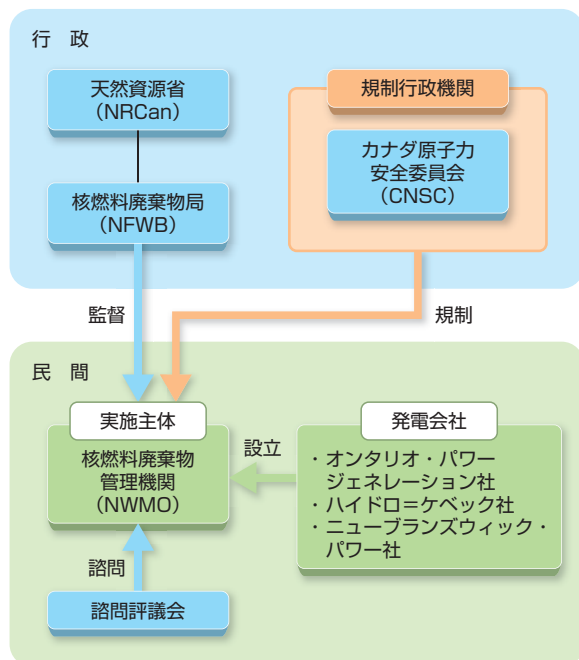 行 政
天然資源省
（NRCan）
核燃料廃棄物局
（NFWB）
規制行政機関
カナダ原子力
安全委員会
（CNSC）
監督
規制
民 間
実施主体
核燃料廃棄物
管理機関
（NWMO）
設立
発電会社
・オンタリオ・パワー
ジェネレーション社
・ハイドロ＝ケベック社
・ニューブランズウィック・
パワー社
諮問
諮問評議会